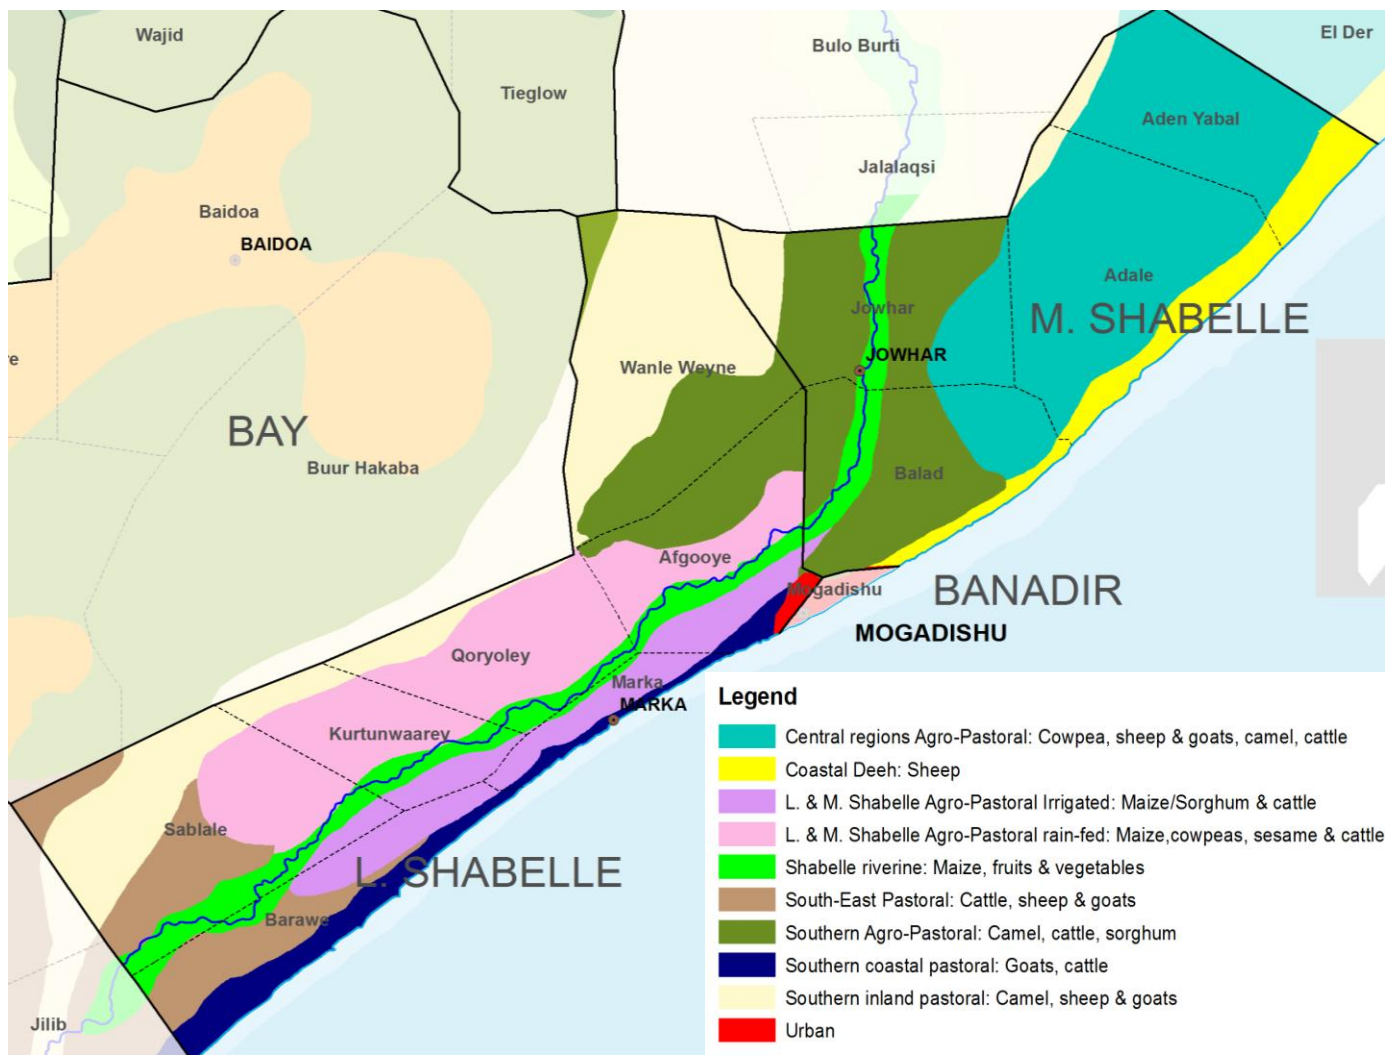 Wajid
Bulo Burti
El Der
Tieglow
Aden Yabal
Jalalaqsi
Baidoa
BAIDOA
Adale
Jowhar
M. SHABELLE
JOWHAR
re
Wanle Weyne
BAY
Buur Hakaba
Balad
Afgooye
Mogadishu
BANADIR
MOGADISHU
Qoryoley
Marka
MARKA
Kurtunwaarey
Sablale
L. SHABELLE
Barawe
Jilib
Legend
Central regions Agro-Pastoral: Cowpea, sheep & goats, camel, cattle
Coastal Deeh: Sheep
L. & M. Shabelle Agro-Pastoral Irrigated: Maize/Sorghum & cattle
L. & M. Shabelle Agro-Pastoral rain-fed: Maize,cowpeas, sesame & cattle
Shabelle riverine: Maize, fruits & vegetables
South-East Pastoral: Cattle, sheep & goats
Southern Agro-Pastoral: Camel, cattle, sorghum
Southern coastal pastoral: Goats, cattle
Southern inland pastoral: Camel, sheep & goats
Urban